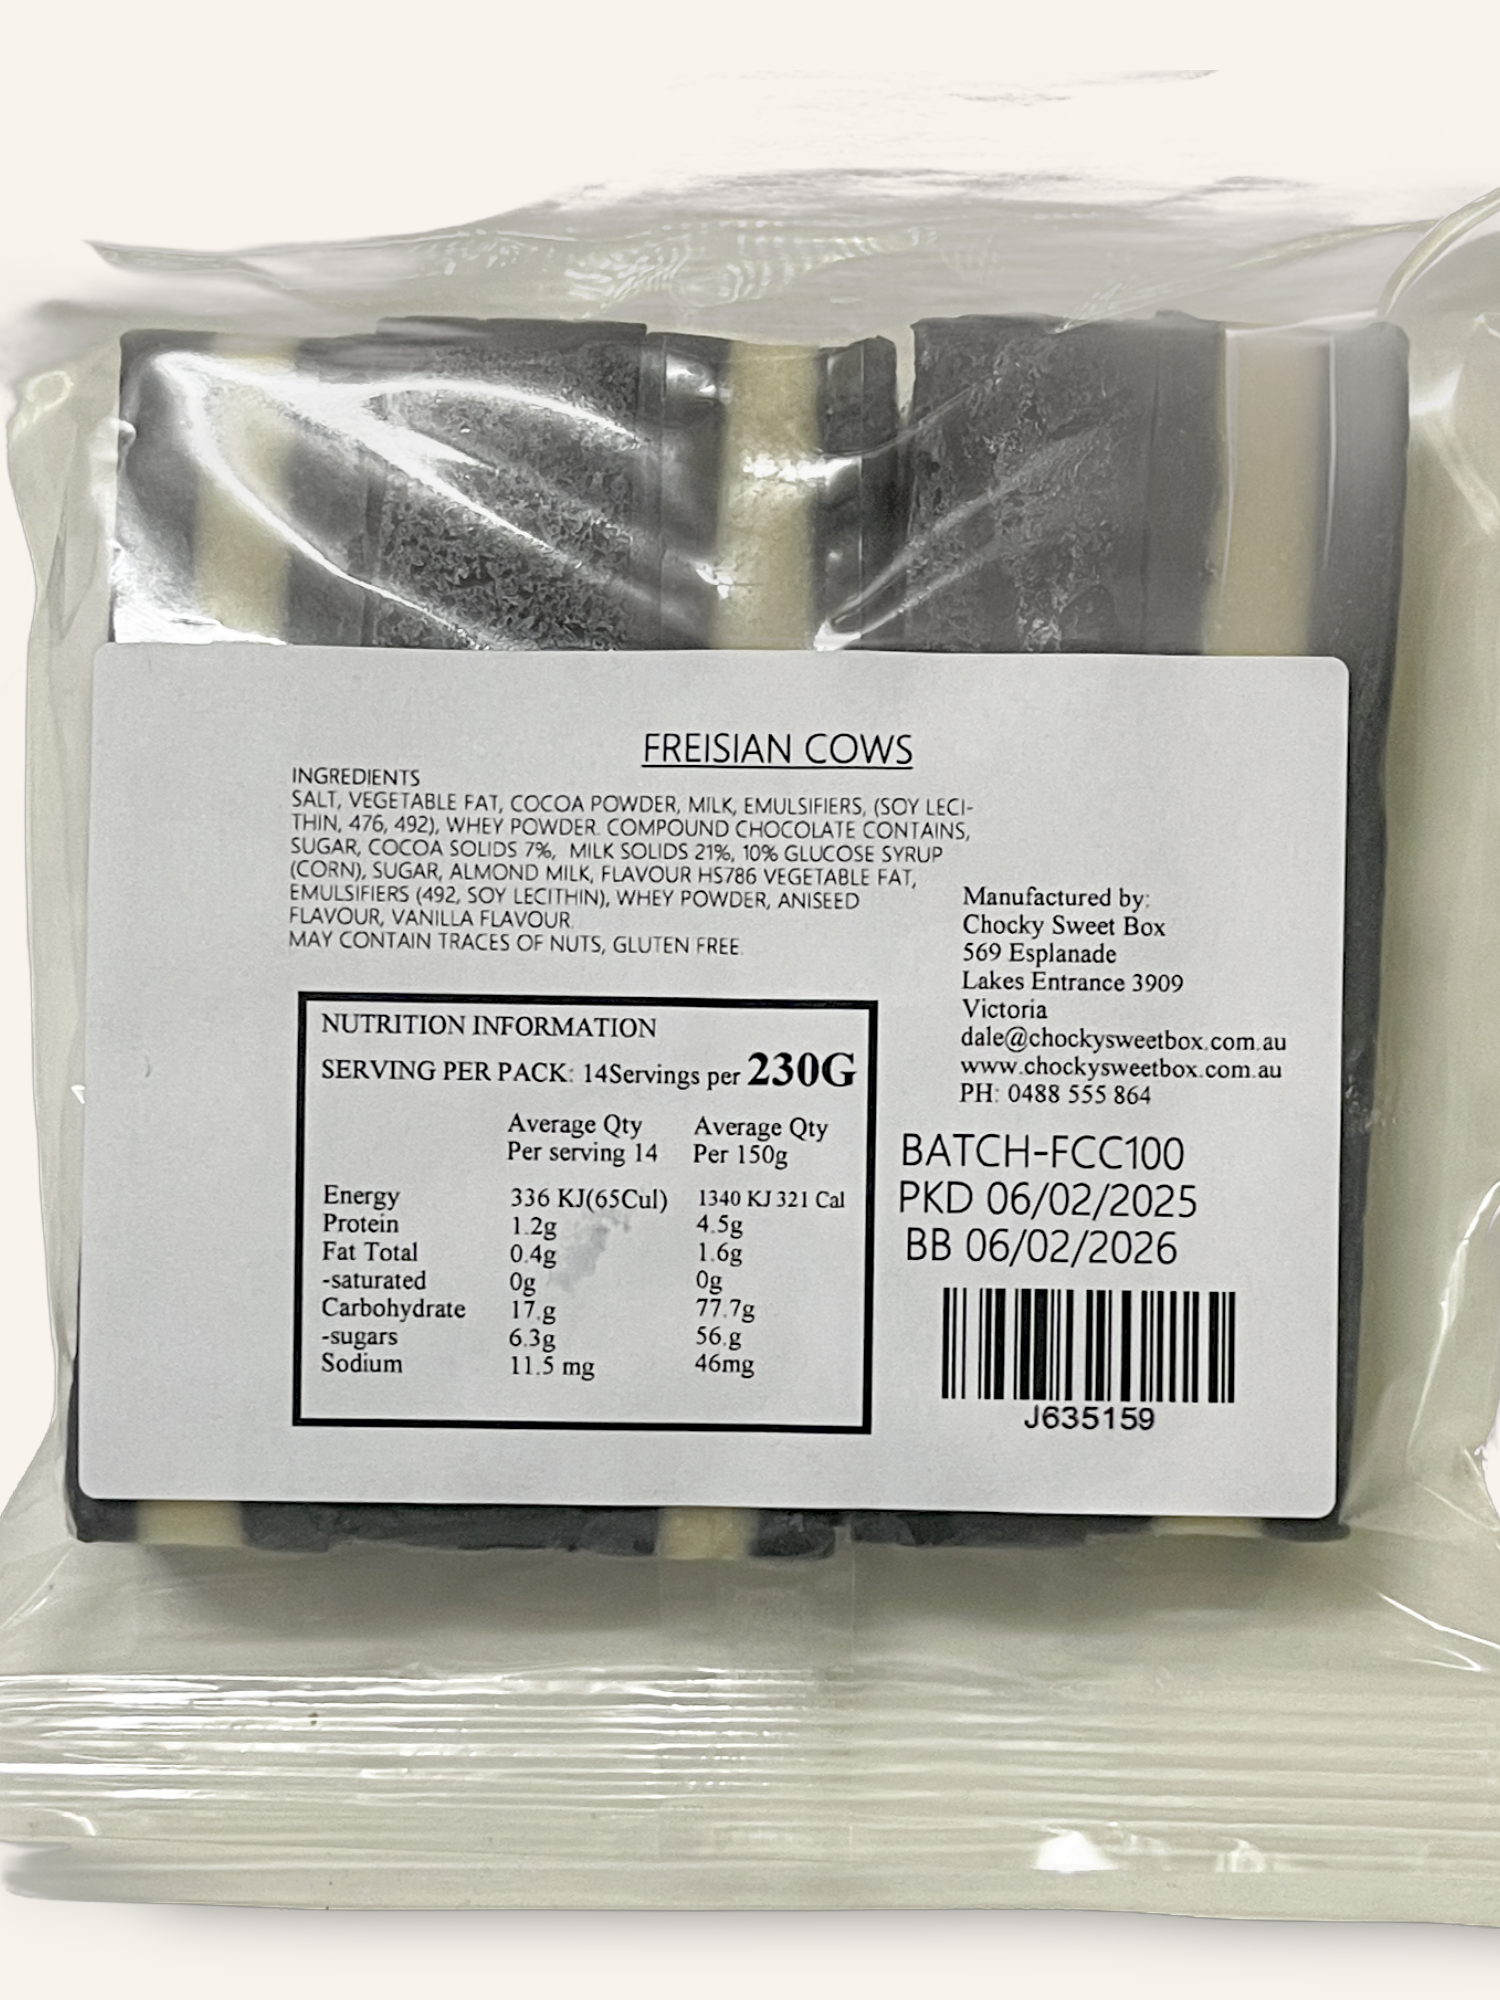 FREISIAN COWS
INGREDIENTS
SALT, VEGETABLE FAT, COCOA POWDER, MILK, EMULSIFIERS, (SOY LECI-
THIN, 476, 492), WHEY POWDER. COMPOUND CHOCOLATE CONTAINS,
SUGAR, COCOA SOLIDS 7%, MILK SOLIDS 21%, 10% GLUCOSE SYRUP
(CORN), SUGAR, ALMOND MILK, FLAVOUR HS786 VEGETABLE FAT,
EMULSIFIERS (492, SOY LECITHIN), WHEY POWDER, ANISEED
FLAVOUR, VANILLA FLAVOUR.
MAY CONTAIN TRACES OF NUTS, GLUTEN FREE.
NUTRITION INFORMATION
SERVING PER PACK: 14Servings per 230G
Average Qty Average Qty
Per serving 14 Per 150g
Energy 336 KJ(65Cul) 1340 KJ 321 Cal
Protein 1.2g 4.5g
Fat Total 0.4g 1.6g
-saturated 0g 0g
Carbohydrate 17.g 77.7g
-sugars 6.3g 56.g
Sodium 11.5 mg 46mg
Manufactured by:
Chocky Sweet Box
569 Esplanade
Lakes Entrance 3909
Victoria
dale@chockysweetbox.com.au
www.chockysweetbox.com.au
PH: 0488 555 864
BATCH-FCC100
PKD 06/02/2025
BB 06/02/2026
J635159